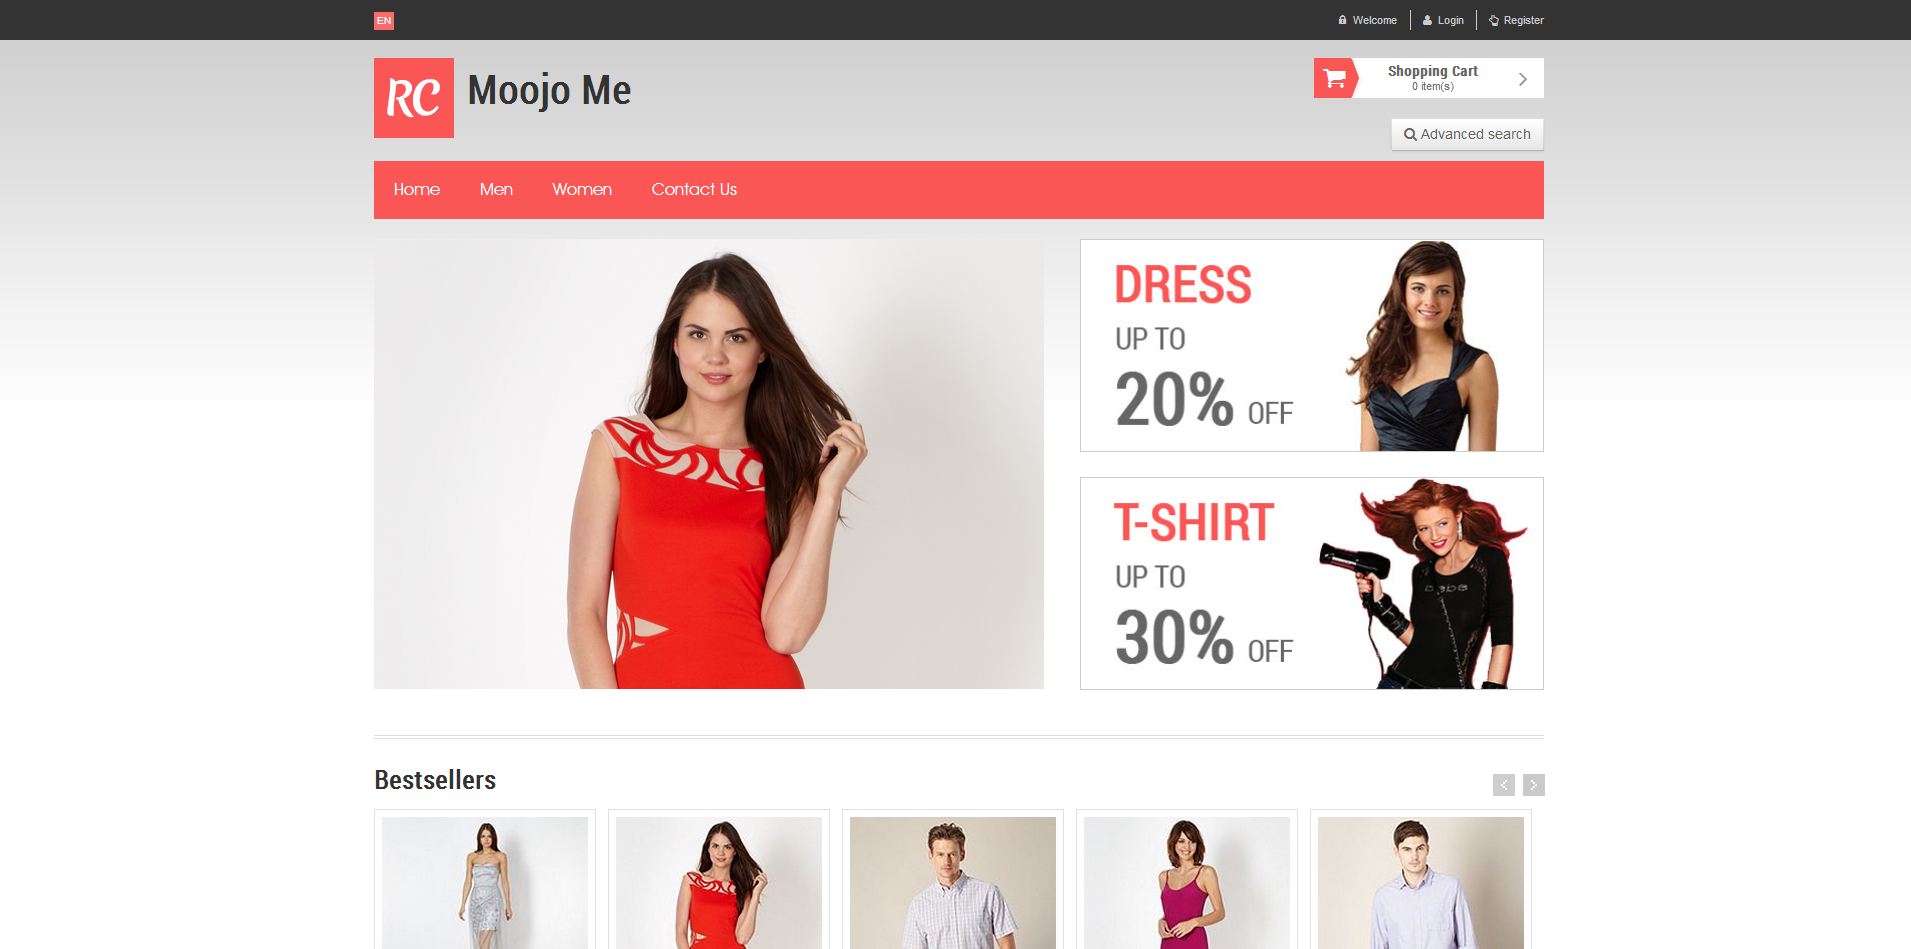 EN
Welcome
Login
Register
RC
Moojo Me
Shopping Cart
0 item(s)
Advanced search
Home
Men
Women
Contact Us
DRESS
UP TO
20% OFF
T-SHIRT
UP TO
30% OFF
bebe
Bestsellers